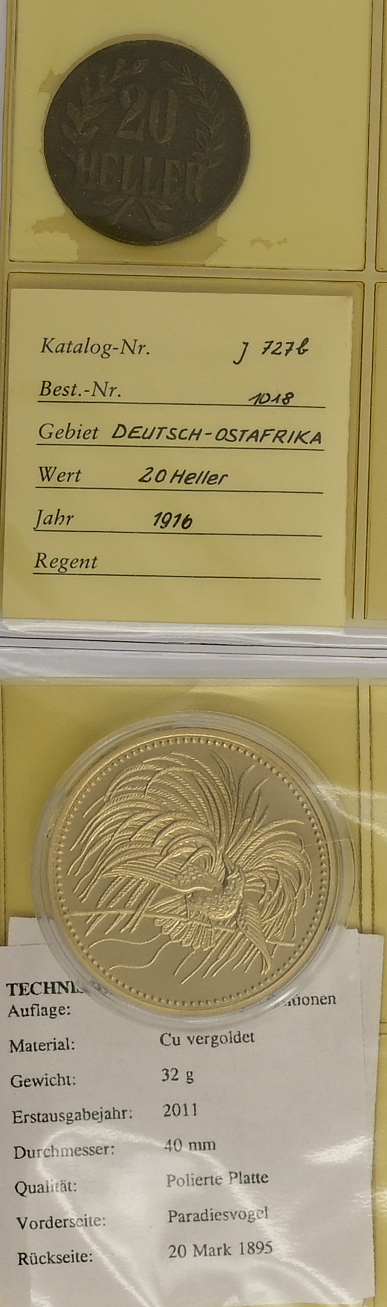 20
HELLER
Katalog-Nr. J 727b
Best.-Nr. 1018
Gebiet DEUTSCH-OSTAFRIKA
Wert 20 Heller
Jahr 1916
Regent
Auflage:
Material: Cu vergoldet
Gewicht: 32 g
Erstausgabejahr: 2011
Durchmesser: 40 mm
Qualität: Polierte Platte
Vorderseite: Paradiesvogel
Rückseite: 20 Mark 1895